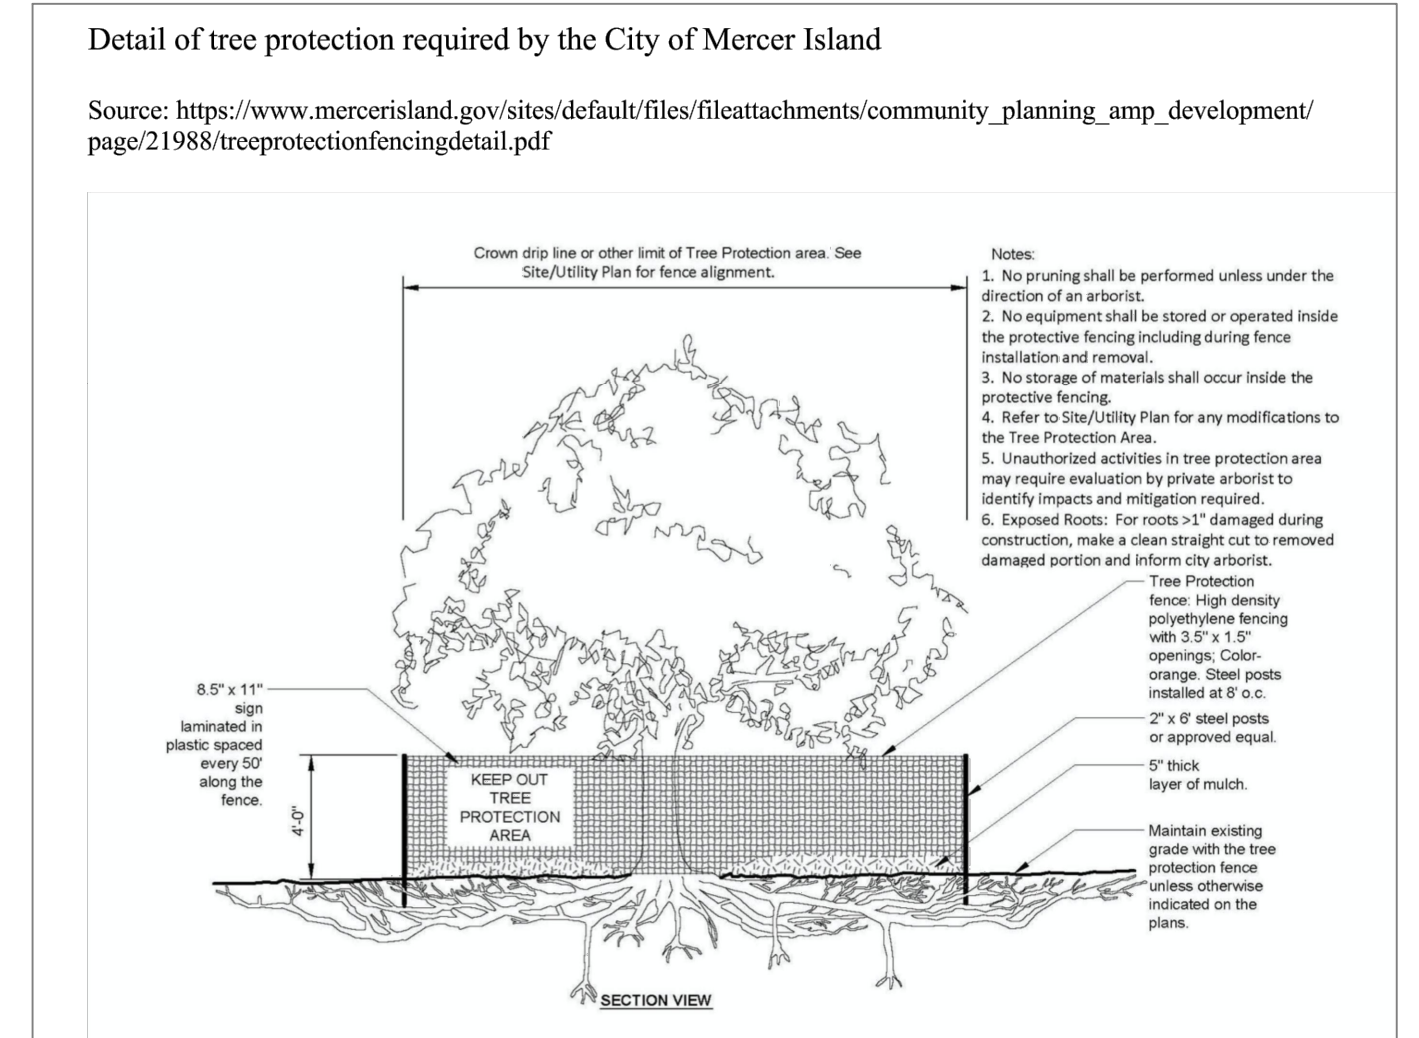 Detail of tree protection required by the City of Mercer Island
Source: https://www.mercerisland.gov/sites/default/files/fileattachments/community_planning_amp_development/
page/21988/treeprotectionfencingdetail.pdf
Crown drip line or other limit of Tree Protection area. See
Site/Utility Plan for fence alignment.
Notes:
1. No pruning shall be performed unless under the
direction of an arborist.
2. No equipment shall be stored or operated inside
the protective fencing including during fence
installation and removal.
3. No storage of materials shall occur inside the
protective fencing.
4. Refer to Site/Utility Plan for any modifications to
the Tree Protection Area.
5. Unauthorized activities in tree protection area
may require evaluation by private arborist to
identify impacts and mitigation required.
6. Exposed Roots: For roots >1" damaged during
construction, make a clean straight cut to removed
damaged portion and inform city arborist.
Tree Protection
fence: High density
polyethylene fencing
with 3.5" x 1.5"
openings; Color-
orange. Steel posts
installed at 8' o.c.
2" x 6' steel posts
or approved equal.
5" thick
layer of mulch.
Maintain existing
grade with the tree
protection fence
unless otherwise
indicated on the
plans.
8.5" x 11"
sign
laminated in
plastic spaced
every 50'
along the
fence.
4'-0"
KEEP OUT
TREE
PROTECTION
AREA
SECTION VIEW